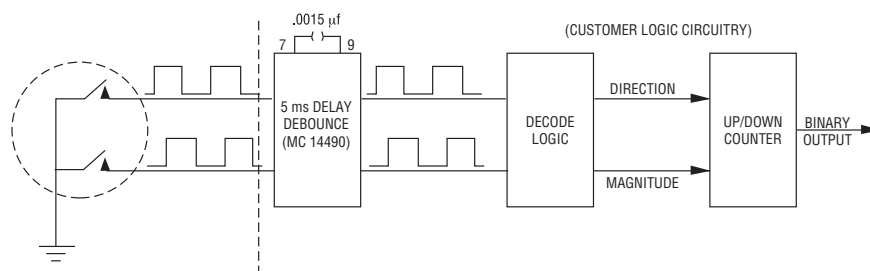 .0015 μf
7 9
(CUSTOMER LOGIC CIRCUITRY)
5 ms DELAY
DEBOUNCE
(MC 14490)
DECODE
LOGIC
DIRECTION
MAGNITUDE
UP/DOWN
COUNTER
BINARY
OUTPUT